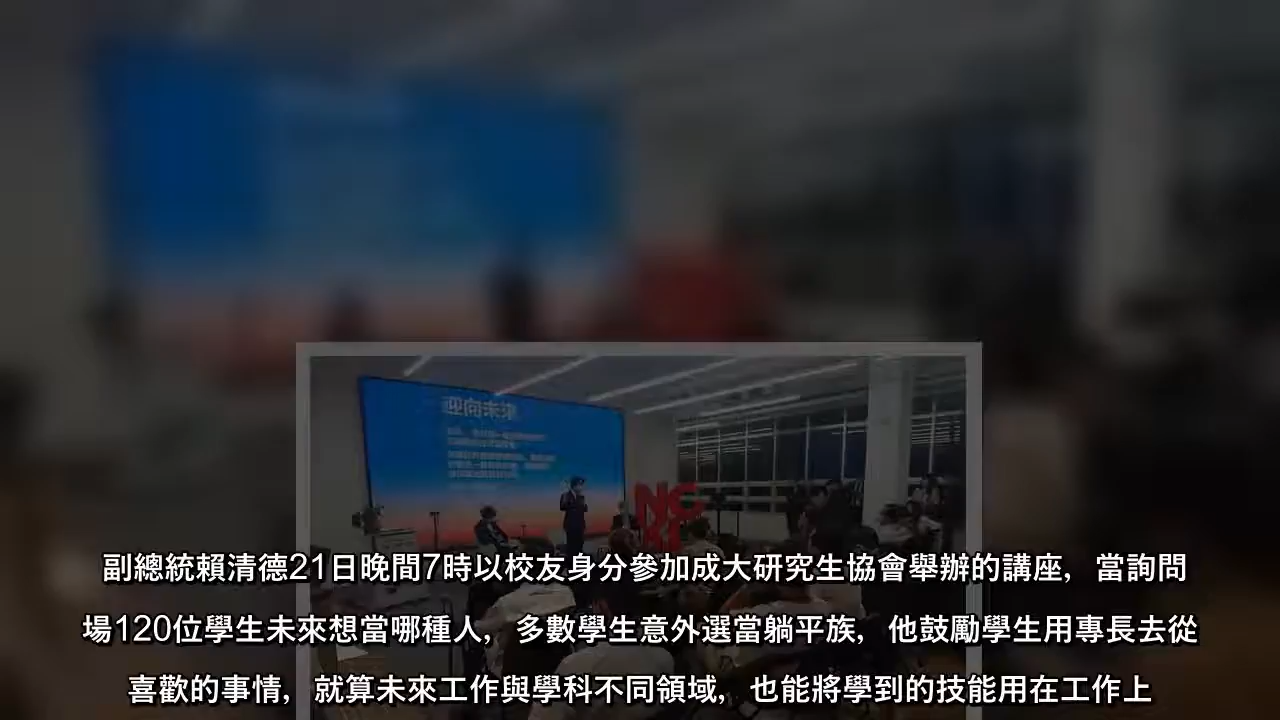 迎向未來
NC
副總統賴清德21日晚間7時以校友身分參加成大研究生協會舉辦的講座，當詢問
場120位學生未來想當哪種人，多數學生意外選當躺平族，他鼓勵學生用專長去從
喜歡的事情，就算未來工作與學科不同領域，也能將學到的技能用在工作上